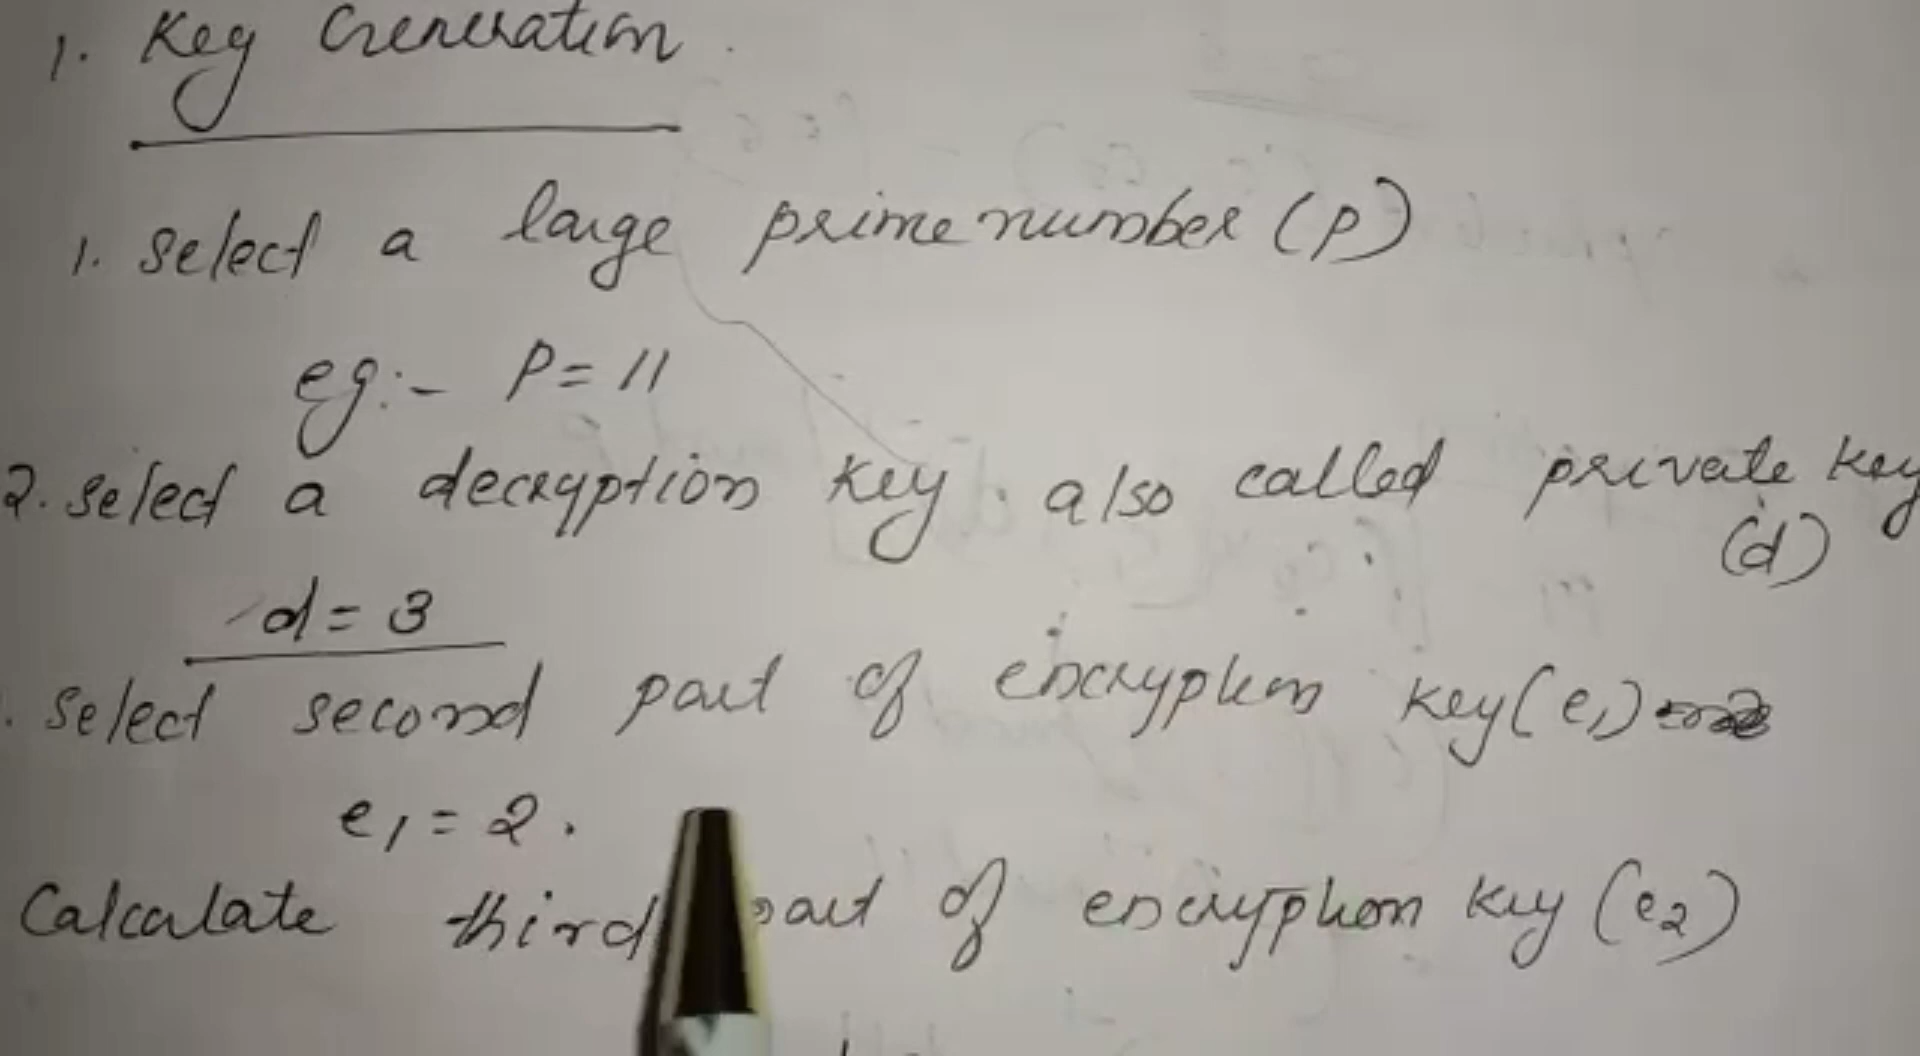 1. Key Generation
1. Select a large prime number (P)
eg:- P = 11
2. select a decryption key also called private key
(d)
d = 3
. select second part of encryption key (e1)
e1 = 2.
Calculate third part of encryption key (e2)